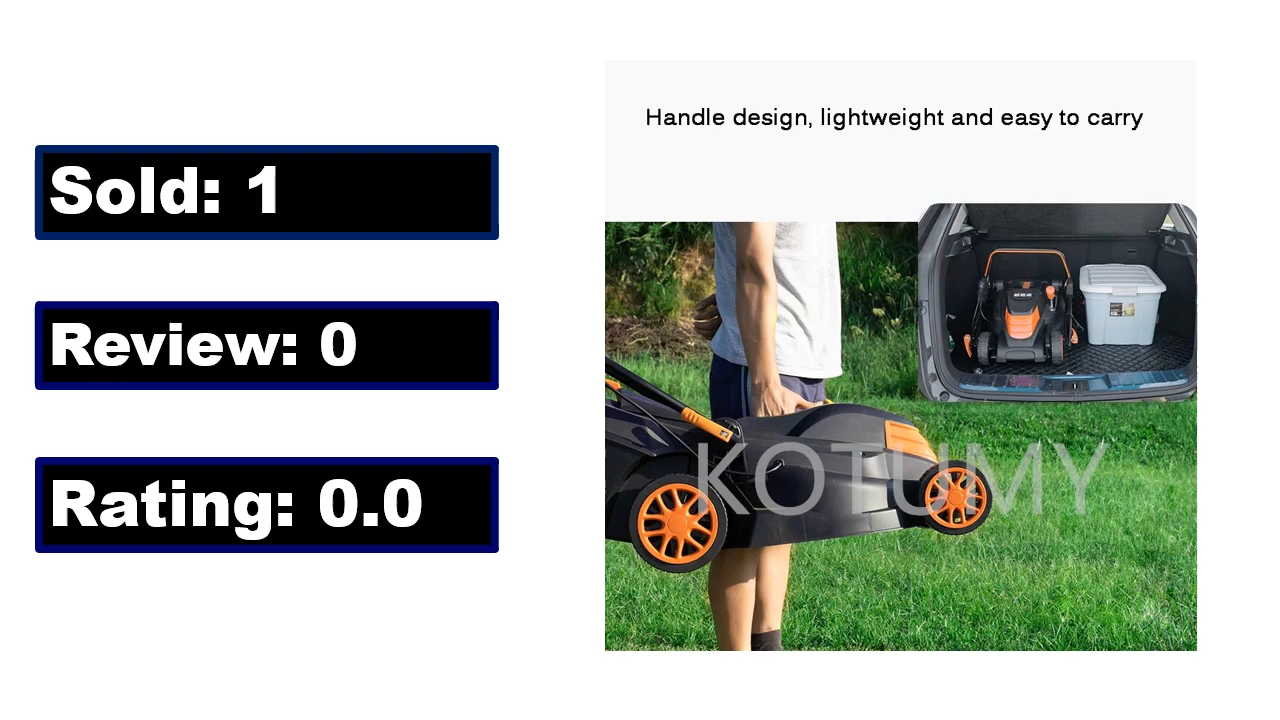 Sold: 1
Review: 0
Rating: 0.0
Handle design, lightweight and easy to carry
KOTUMY